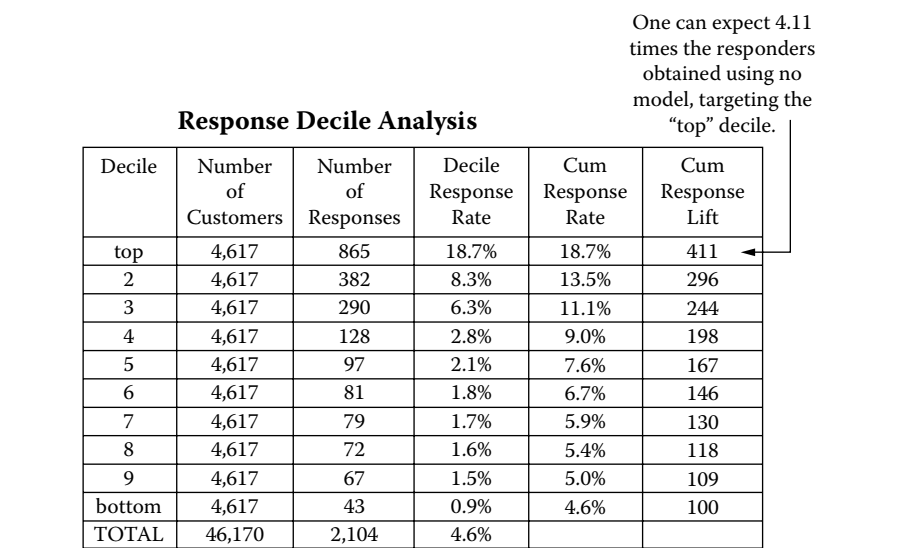 One can expect 4.11
times the responders
obtained using no
model, targeting the
“top” decile.
Response Decile Analysis
Decile Number Number Decile Cum Cum
of of Response Response Response
Customers Responses Rate Rate Lift
top 4,617 865 18.7% 18.7% 411
2 4,617 382 8.3% 13.5% 296
3 4,617 290 6.3% 11.1% 244
4 4,617 128 2.8% 9.0% 198
5 4,617 97 2.1% 7.6% 167
6 4,617 81 1.8% 6.7% 146
7 4,617 79 1.7% 5.9% 130
8 4,617 72 1.6% 5.4% 118
9 4,617 67 1.5% 5.0% 109
bottom 4,617 43 0.9% 4.6% 100
TOTAL 46,170 2,104 4.6%